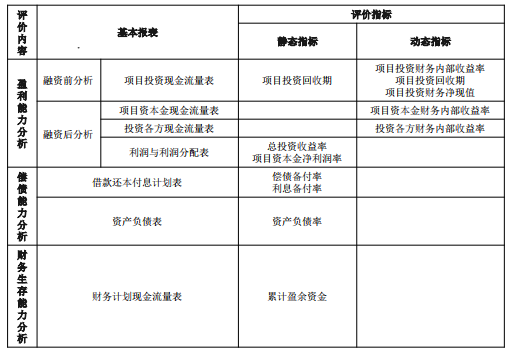 评价内容
基本报表
评价指标
静态指标
动态指标
盈利能力分析
融资前分析
项目投资现金流量表
项目投资回收期
项目投资财务内部收益率
项目投资回收期
项目投资财务净现值
融资后分析
项目资本金现金流量表
项目资本金财务内部收益率
投资各方现金流量表
投资各方财务内部收益率
利润与利润分配表
总投资收益率
项目资本金净利润率
偿债能力分析
借款还本付息计划表
偿债备付率
利息备付率
资产负债表
资产负债率
财务生存能力分析
财务计划现金流量表
累计盈余资金